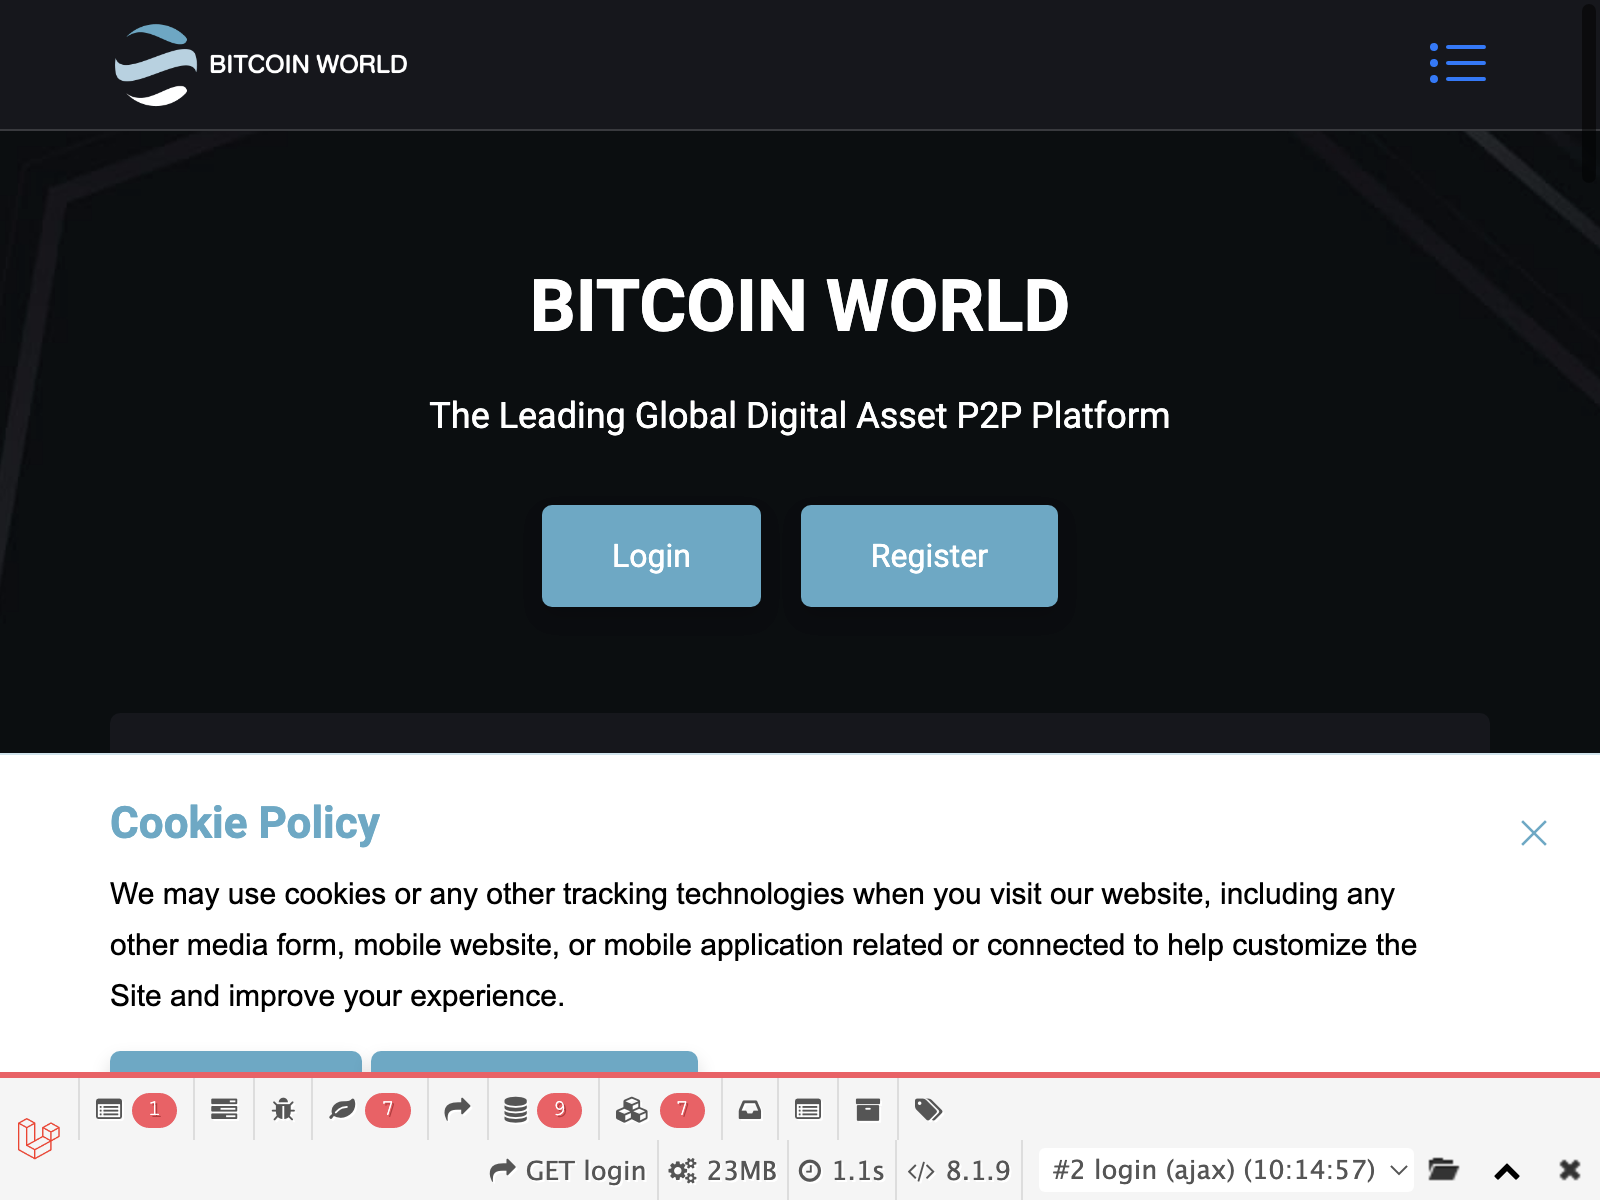 BITCOIN WORLD
BITCOIN WORLD
The Leading Global Digital Asset P2P Platform
Login
Register
Cookie Policy
We may use cookies or any other tracking technologies when you visit our website, including any
other media form, mobile website, or mobile application related or connected to help customize the
Site and improve your experience.
1
7
9
7
GET login
23MB
1.1s
8.1.9
#2 login (ajax) (10:14:57)